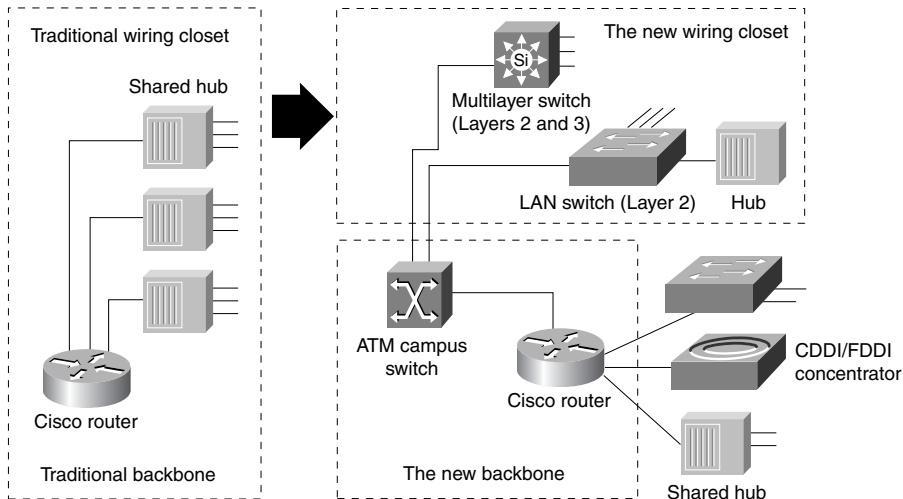 Traditional wiring closet
Shared hub
Cisco router
Traditional backbone
The new wiring closet
Si
Multilayer switch
(Layers 2 and 3)
LAN switch (Layer 2)
Hub
ATM campus
switch
Cisco router
The new backbone
CDDI/FDDI
concentrator
Shared hub